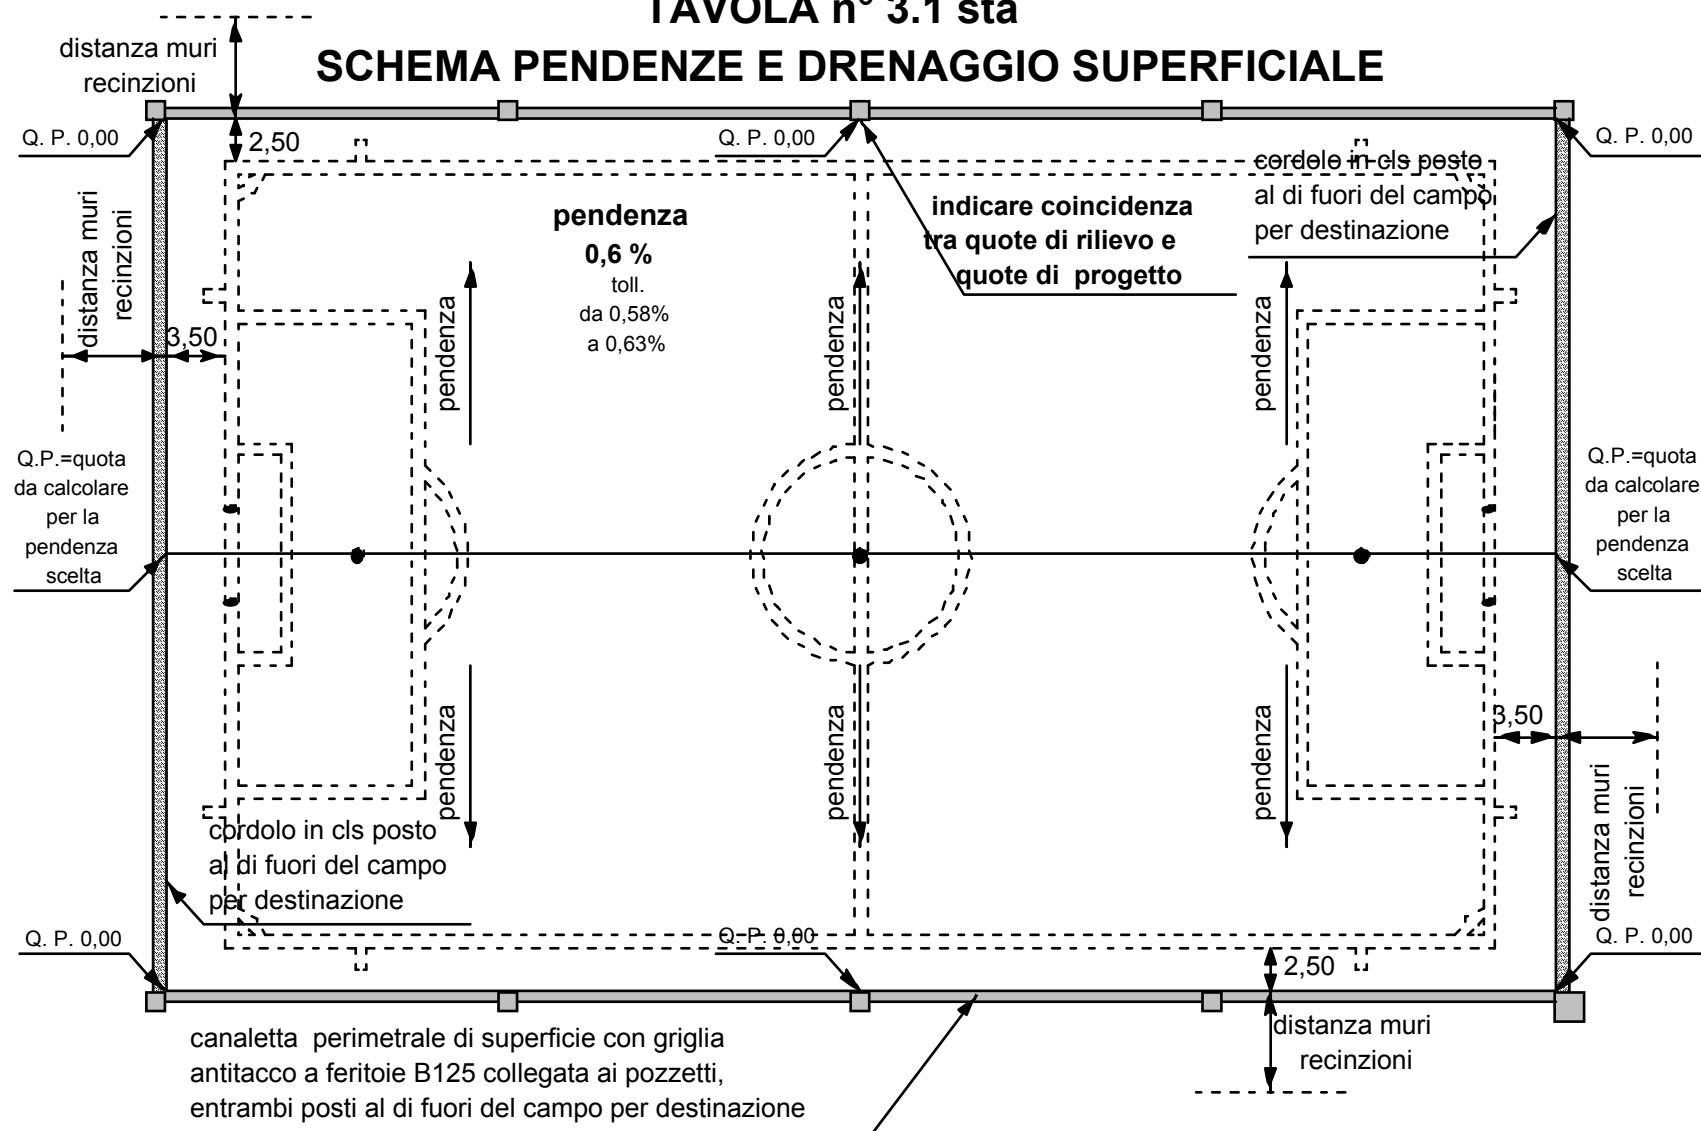 TAVOLA n° 3.1 sta
SCHEMA PENDENZE E DRENAGGIO SUPERFICIALE
distanza muri
recinzioni
Q. P. 0,00
2,50
Q. P. 0,00
Q. P. 0,00
cordolo in cls posto
al di fuori del campo
per destinazione
indicare coincidenza
tra quote di rilievo e
quote di progetto
pendenza
0,6 %
toll.
da 0,58%
a 0,63%
distanza muri
recinzioni
3,50
pendenza
pendenza
pendenza
Q.P.=quota
da calcolare
per la
pendenza
scelta
Q.P.=quota
da calcolare
per la
pendenza
scelta
pendenza
pendenza
pendenza
3,50
distanza muri
recinzioni
cordolo in cls posto
al di fuori del campo
per destinazione
Q. P. 0,00
Q. P. 0,00
Q. P. 0,00
2,50
distanza muri
recinzioni
canaletta perimetrale di superficie con griglia
antitacco a feritoie B125 collegata ai pozzetti,
entrambi posti al di fuori del campo per destinazione